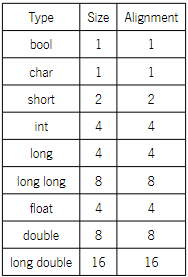 Type Size Alignment
bool 1 1
char 1 1
short 2 2
int 4 4
long 4 4
long long 8 8
float 4 4
double 8 8
long double 16 16